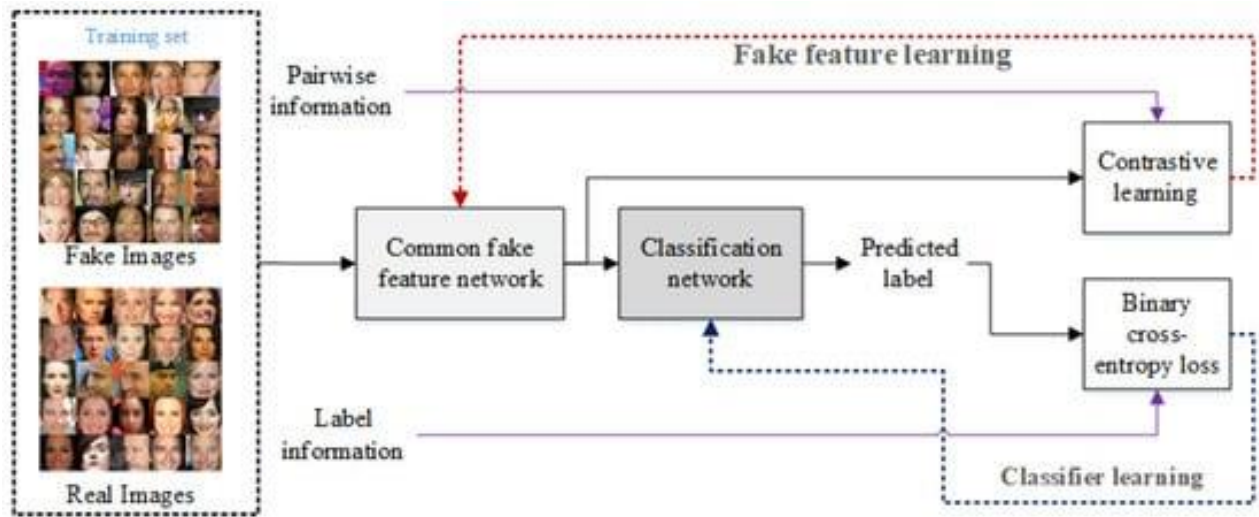 Training set
Fake Images
Real Images
Pairwise
information
Fake feature learning
Contrastive
learning
Common fake
feature network
Classification
network
Predicted
label
Binary
cross-
entropy loss
Label
information
Classifier learning